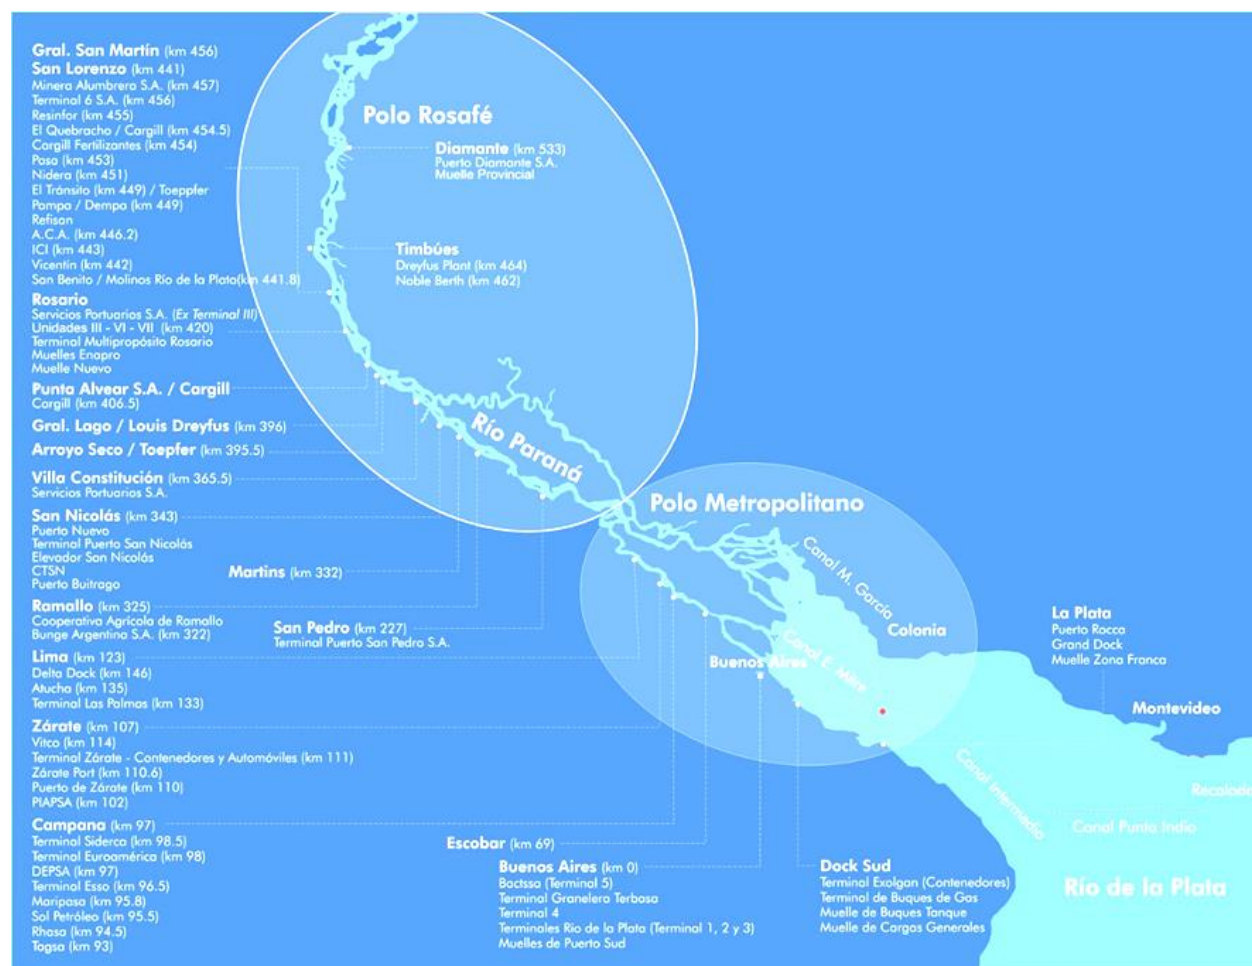 Gral. San Martín (km 456)
San Lorenzo (km 441)
Minera Alumbrera S.A. (km 457)
Terminal 6 S.A. (km 456)
Resinfor (km 455)
El Quebracho / Cargill (km 454.5)
Cargill Fertilizantes (km 454)
Pasa (km 453)
Nidera (km 451)
El Tránsito (km 449) / Toeppfer
Pampa / Dempa (km 449)
Refisan
A.C.A. (km 446.2)
ICI (km 443)
Vicentín (km 442)
San Benito / Molinos Río de la Plata(km 441.8)
Rosario
Servicios Portuarios S.A. (Ex Terminal III)
Unidades III - VI - VII (km 420)
Terminal Multipropósito Rosario
Muelles Enapro
Muelle Nuevo
Punta Alvear S.A. / Cargill
Cargill (km 406.5)
Gral. Lago / Louis Dreyfus (km 396)
Arroyo Seco / Toepfer (km 395.5)
Villa Constitución (km 365.5)
Servicios Portuarios S.A.
San Nicolás (km 343)
Puerto Nuevo
Terminal Puerto San Nicolás
Elevador San Nicolás
CTSN
Puerto Buitrago
Martins (km 332)
Ramallo (km 325)
Cooperativa Agrícola de Ramallo
Bunge Argentina S.A. (km 322)
San Pedro (km 227)
Terminal Puerto San Pedro S.A.
Lima (km 123)
Delta Dock (km 146)
Atucha (km 135)
Terminal Las Palmas (km 133)
Zárate (km 107)
Vitco (km 114)
Terminal Zárate - Contenedores y Automóviles (km 111)
Zárate Port (km 110.6)
Puerto de Zárate (km 110)
PIAPSA (km 102)
Campana (km 97)
Terminal Siderca (km 98.5)
Terminal Euroamérica (km 98)
DEPSA (km 97)
Terminal Esso (km 96.5)
Maripasa (km 95.8)
Sol Petróleo (km 95.5)
Rhasa (km 94.5)
Tagsa (km 93)
Polo Rosafé
Diamante (km 533)
Puerto Diamante S.A.
Muelle Provincial
Timbúes
Dreyfus Plant (km 464)
Noble Berth (km 462)
Río Paraná
Polo Metropolitano
Canal M. García
Colonia
Canal E. Mitre
Buenos Aires
La Plata
Puerto Rocca
Grand Dock
Muelle Zona Franca
Montevideo
Canal Intermedio
Recalada
Canal Punta Indio
Río de la Plata
Escobar (km 69)
Buenos Aires (km 0)
Bactssa (Terminal 5)
Terminal Granelero Terbasa
Terminal 4
Terminales Río de la Plata (Terminal 1, 2 y 3)
Muelles de Puerto Sud
Dock Sud
Terminal Exolgan (Contenedores)
Terminal de Buques de Gas
Muelle de Buques Tanque
Muelle de Cargas Generales